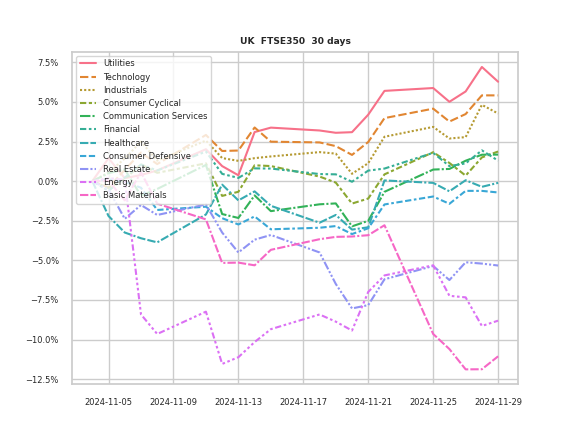 UK  FTSE350  30 days
7.5%
5.0%
2.5%
0.0%
−2.5%
−5.0%
−7.5%
−10.0%
−12.5%
Utilities
Technology
Industrials
Consumer Cyclical
Communication Services
Financial
Healthcare
Consumer Defensive
Real Estate
Energy
Basic Materials
2024-11-05 2024-11-09 2024-11-13 2024-11-17 2024-11-21 2024-11-25 2024-11-29